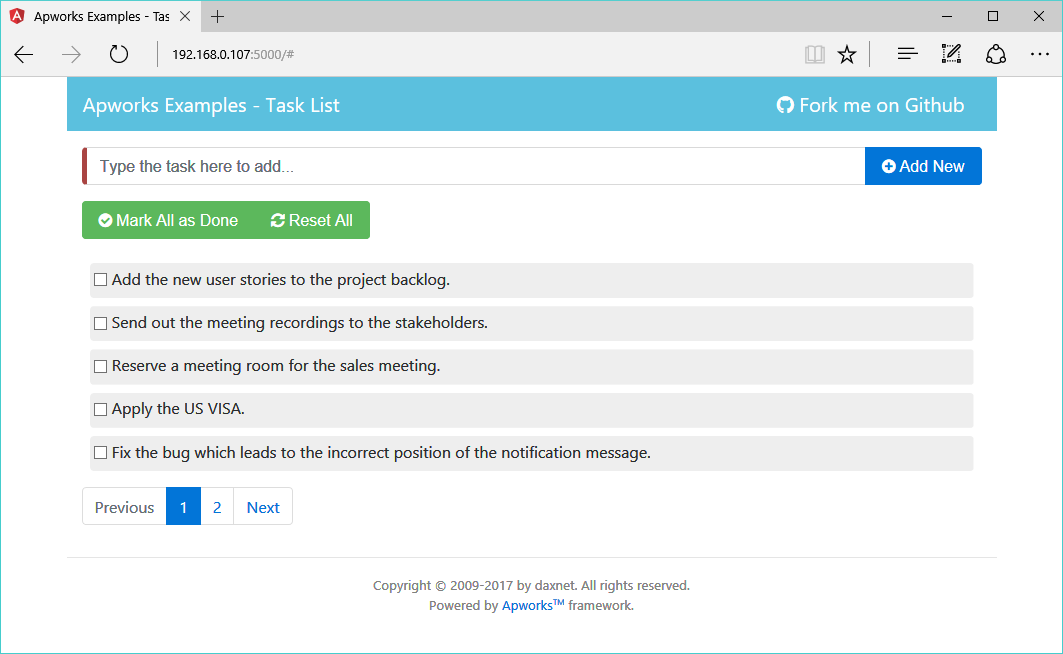 Apworks Examples - Tas
192.168.0.107:5000/#
Apworks Examples - Task List
Fork me on Github
Type the task here to add...
Add New
Mark All as Done
Reset All
Add the new user stories to the project backlog.
Send out the meeting recordings to the stakeholders.
Reserve a meeting room for the sales meeting.
Apply the US VISA.
Fix the bug which leads to the incorrect position of the notification message.
Previous 1 2 Next
Copyright © 2009-2017 by daxnet. All rights reserved.
Powered by Apworks™ framework.